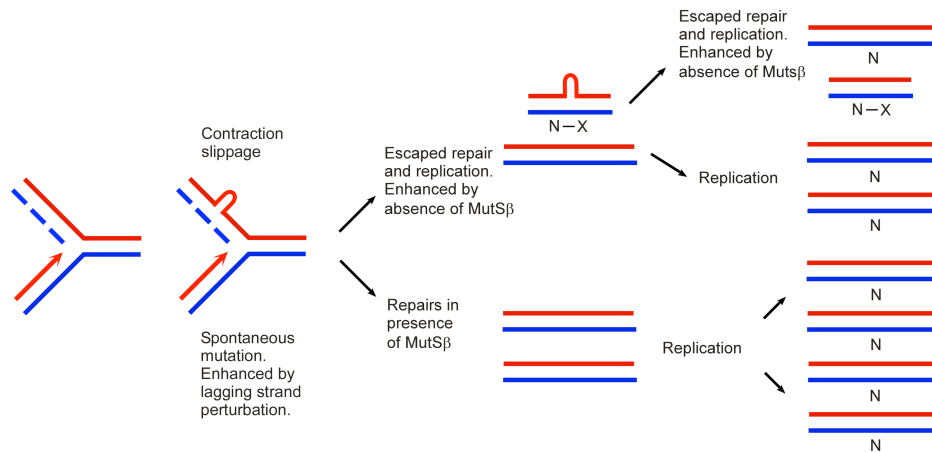 Contraction
slippage
Spontaneous
mutation.
Enhanced by
lagging strand
perturbation.
Escaped repair
and replication.
Enhanced by
absence of MutSβ
Repairs in
presence
of MutSβ
N—X
Escaped repair
and replication.
Enhanced by
absence of Mutsβ
Replication
Replication
N
N—X
N
N
N
N
N
N